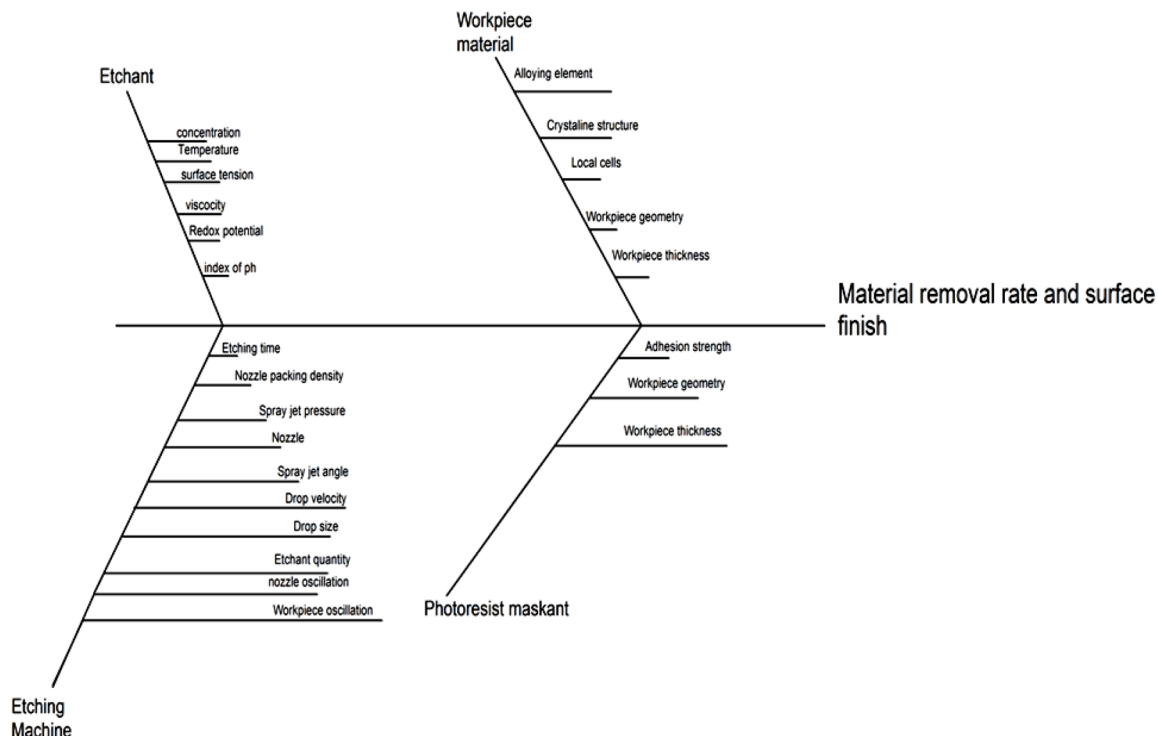 Workpiece
material
Etchant
Alloying element
concentration
Temperature
surface tension
viscocity
Redox potential
index of ph
Crystaline structure
Local cells
Workpiece geometry
Workpiece thickness
Material removal rate and surface
finish
Etching time
Nozzle packing density
Spray jet pressure
Nozzle
Spray jet angle
Drop velocity
Drop size
Etchant quantity
nozzle oscillation
Workpiece oscillation
Adhesion strength
Workpiece geometry
Workpiece thickness
Photoresist maskant
Etching
Machine